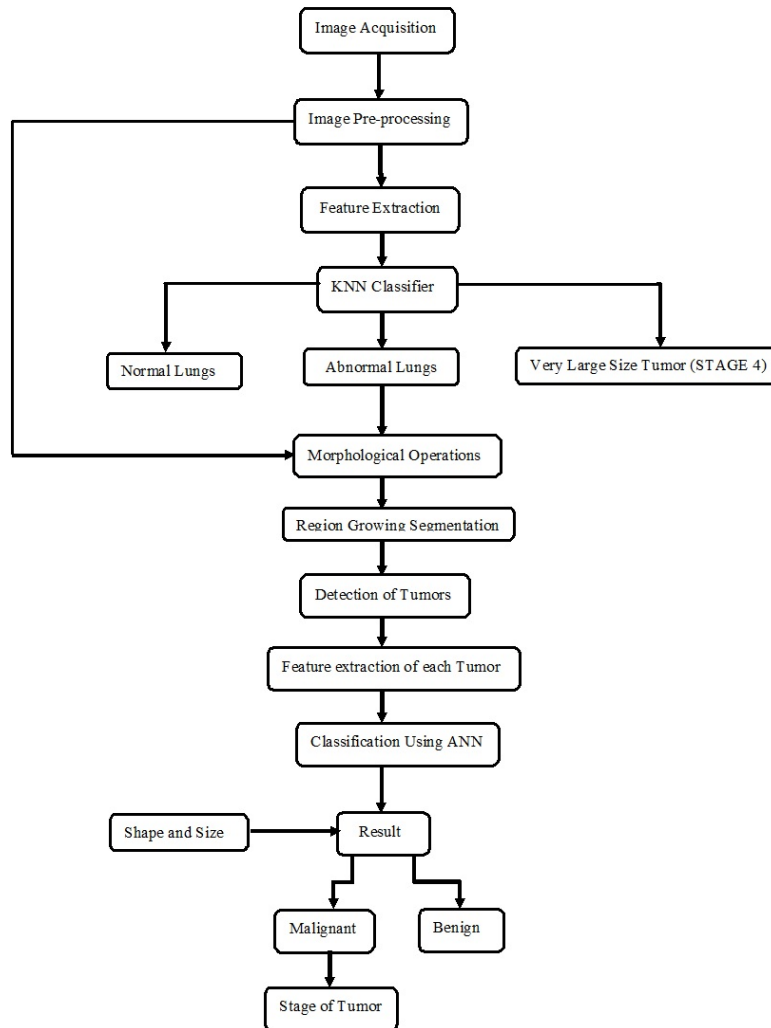 Image Acquisition
Image Pre-processing
Feature Extraction
KNN Classifier
Normal Lungs
Abnormal Lungs
Very Large Size Tumor (STAGE 4)
Morphological Operations
Region Growing Segmentation
Detection of Tumors
Feature extraction of each Tumor
Classification Using ANN
Shape and Size
Result
Malignant
Benign
Stage of Tumor